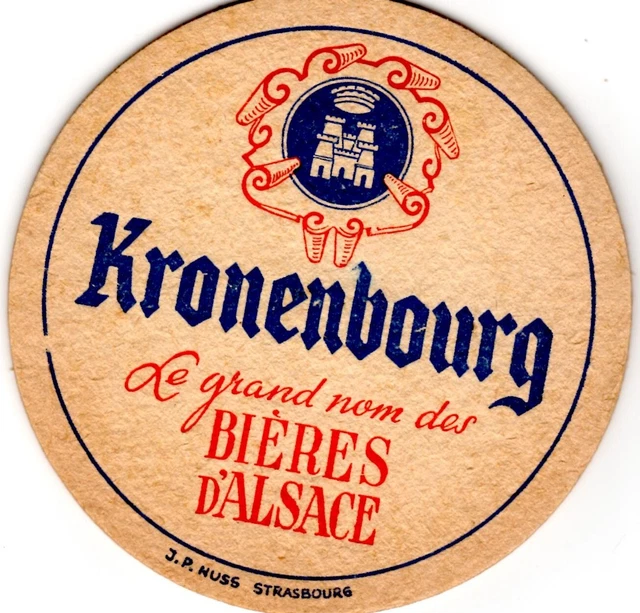 Kronenbourg
Le grand nom des
BIÈRES
D'ALSACE
J.P. HUSS STRASBOURG